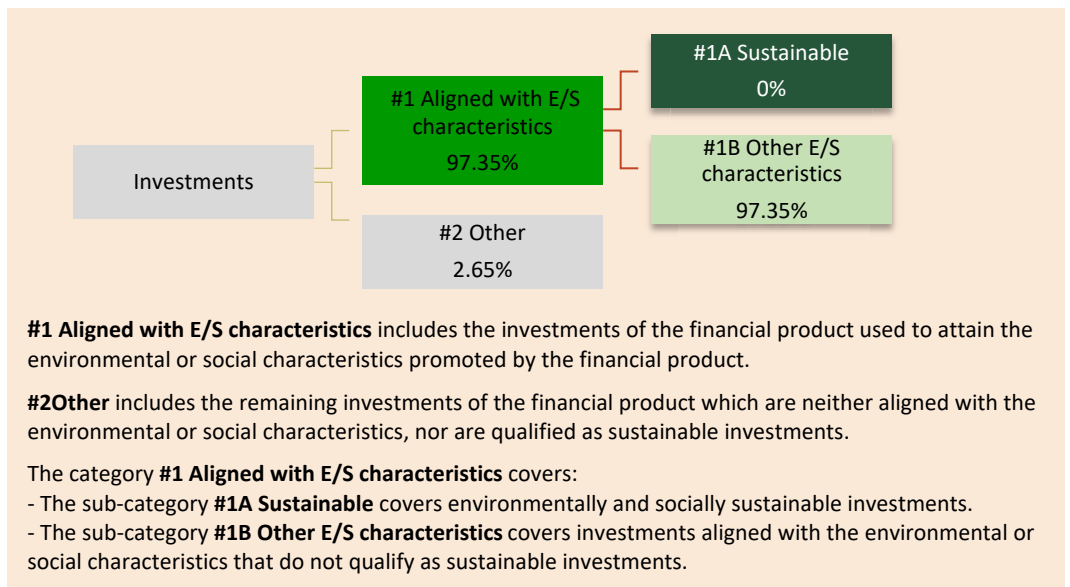 #1A Sustainable
0%
#1 Aligned with E/S
characteristics
97.35%
#1B Other E/S
characteristics
97.35%
Investments
#2 Other
2.65%
#1 Aligned with E/S characteristics includes the investments of the financial product used to attain the
environmental or social characteristics promoted by the financial product.
#2Other includes the remaining investments of the financial product which are neither aligned with the
environmental or social characteristics, nor are qualified as sustainable investments.
The category #1 Aligned with E/S characteristics covers:
- The sub-category #1A Sustainable covers environmentally and socially sustainable investments.
- The sub-category #1B Other E/S characteristics covers investments aligned with the environmental or
social characteristics that do not qualify as sustainable investments.